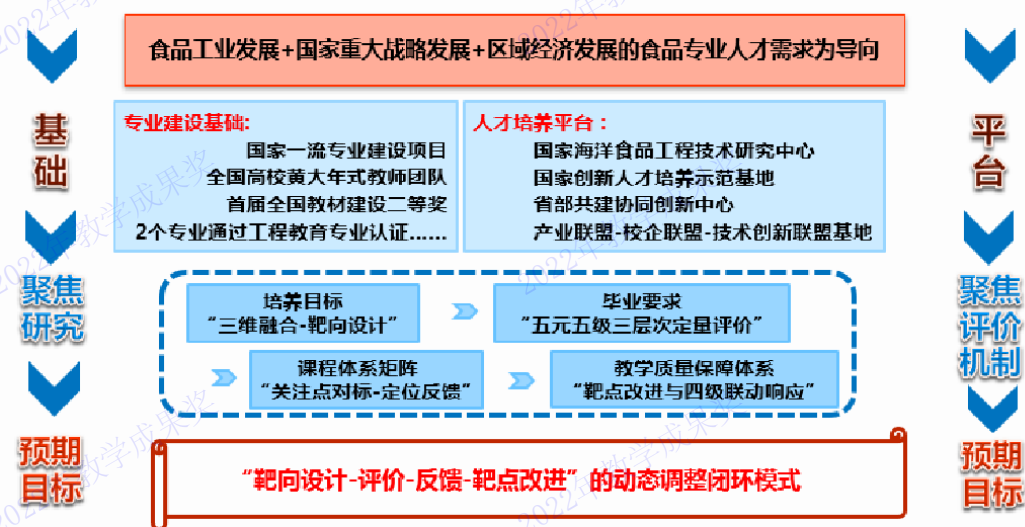 食品工业发展+国家重大战略发展+区域经济发展的食品专业人才需求为导向
基
础
平
台
专业建设基础:
国家一流专业建设项目
全国高校黄大年式教师团队
首届全国教材建设二等奖
2个专业通过工程教育专业认证......
人才培养平台：
国家海洋食品工程技术研究中心
国家创新人才培养示范基地
省部共建协同创新中心
产业联盟-校企联盟-技术创新联盟基地
聚焦
研究
聚焦
评价
机制
培养目标
“三维融合-靶向设计”
毕业要求
“五元五级三层次定量评价”
课程体系矩阵
“关注点对标-定位反馈”
教学质量保障体系
“靶点改进与四级联动响应”
预期
目标
预期
目标
“靶向设计-评价-反馈-靶点改进”的动态调整闭环模式
2022年教学成果奖